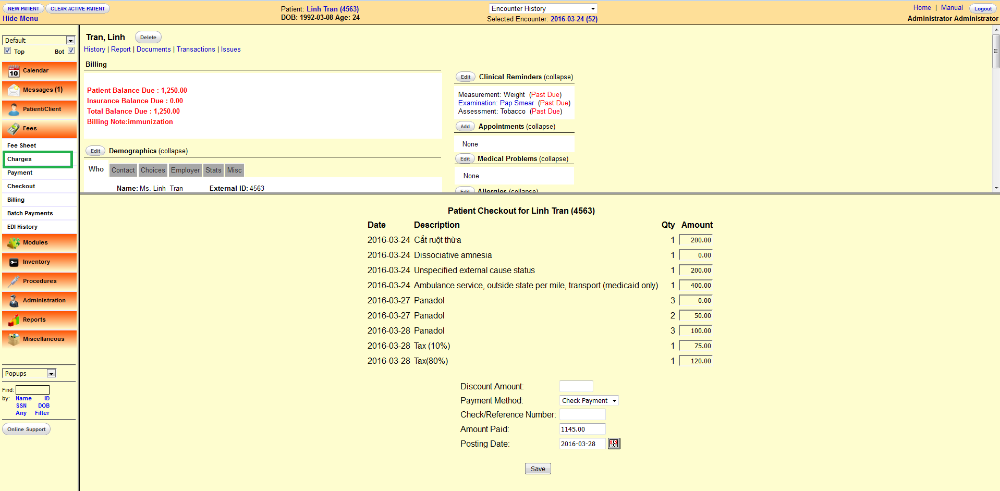 NEW PATIENT CLEAR ACTIVE PATIENT
Hide Menu
Patient: Linh Tran (4563)
DOB: 1992-03-08 Age: 24
Encounter History
Selected Encounter: 2016-03-24 (52)
Home | Manual Logout
Administrator Administrator
Default
Top Bot
10 Calendar
Messages (1)
Patient/Client
Fees
Fee Sheet
Charges
Payment
Checkout
Billing
Batch Payments
EDI History
Modules
Inventory
Procedures
Administration
Reports
Miscellaneous
Popups
Find:
by: Name ID
SSN DOB
Any Filter
Online Support
Tran, Linh Delete
History | Report | Documents | Transactions | Issues
Billing
Patient Balance Due : 1,250.00
Insurance Balance Due : 0.00
Total Balance Due : 1,250.00
Billing Note:immunization
Edit Demographics (collapse)
Who Contact Choices Employer Stats Misc
Name: Ms. Linh Tran External ID: 4563
Edit Clinical Reminders (collapse)
Measurement: Weight (Past Due)
Examination: Pap Smear (Past Due)
Assessment: Tobacco (Past Due)
Add Appointments (collapse)
None
Edit Medical Problems (collapse)
None
Edit Allergies (collapse)
Patient Checkout for Linh Tran (4563)
Date Description Qty Amount
2016-03-24 Cắt ruột thừa 1 200.00
2016-03-24 Dissociative amnesia 1 0.00
2016-03-24 Unspecified external cause status 1 200.00
2016-03-24 Ambulance service, outside state per mile, transport (medicaid only) 1 400.00
2016-03-27 Panadol 3 0.00
2016-03-27 Panadol 2 50.00
2016-03-28 Panadol 3 100.00
2016-03-28 Tax (10%) 1 75.00
2016-03-28 Tax(80%) 1 120.00
Discount Amount:
Payment Method: Check Payment
Check/Reference Number:
Amount Paid: 1145.00
Posting Date: 2016-03-28
Save